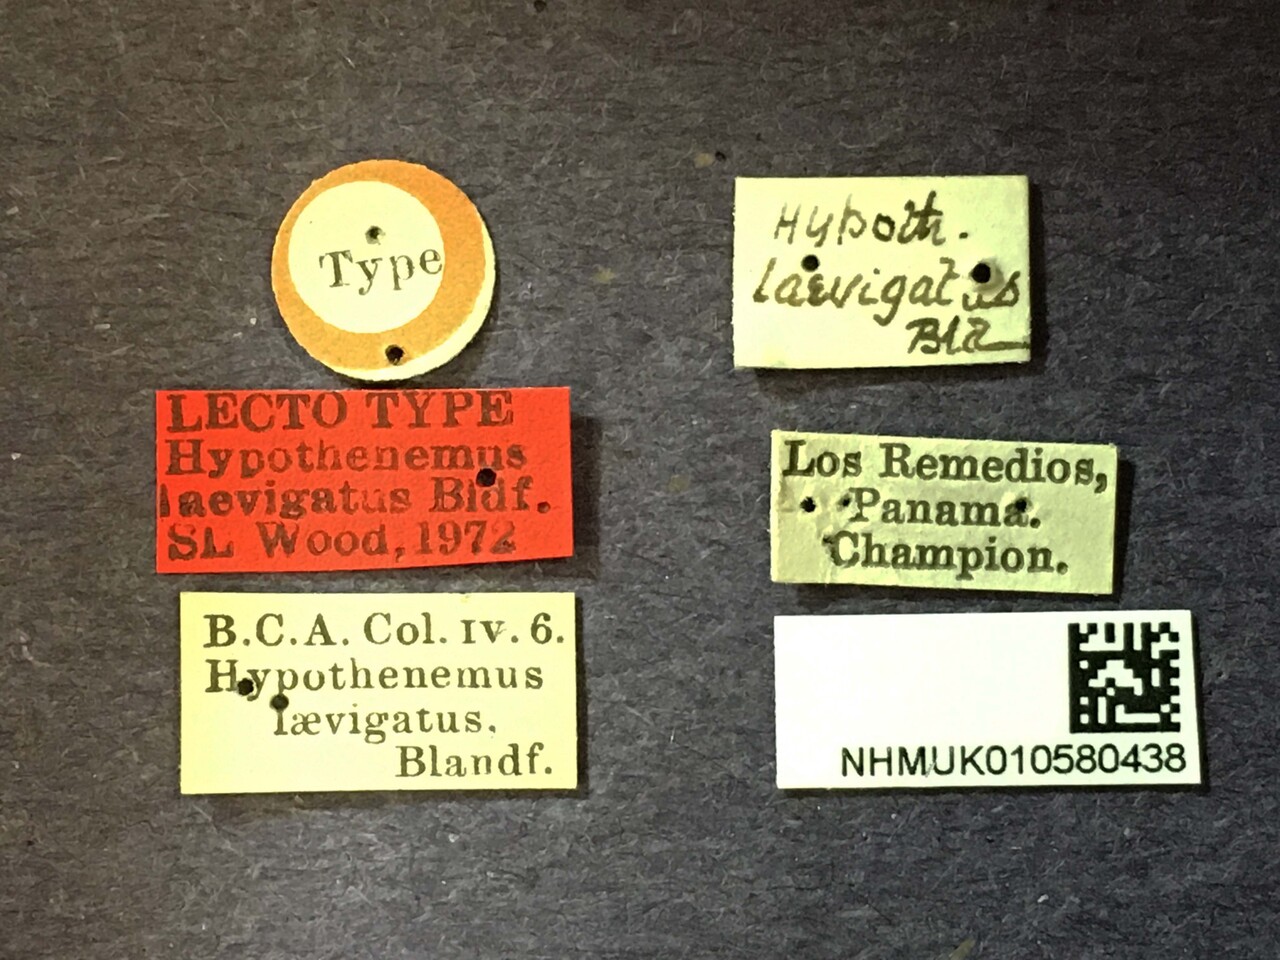 Type
LECTO TYPE
Hypothenemus
laevigatus Bldf.
SL Wood, 1972
B.C.A. Col. IV. 6.
Hypothenemus
lævigatus.
Blandf.
Hypoth.
laevigatus
Los Remedios,
Panama.
Champion.
NHMUK010580438